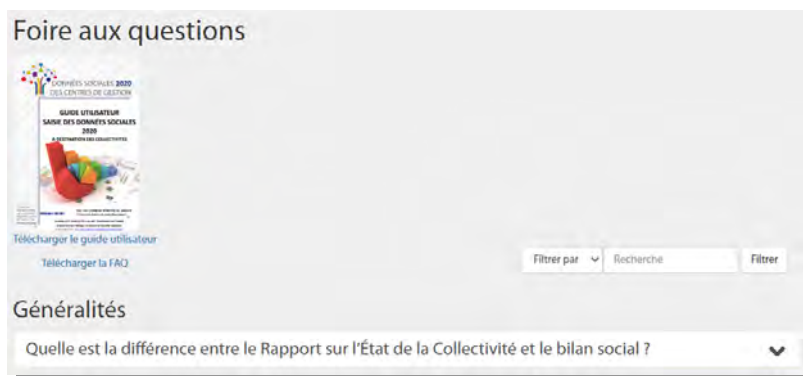 Foire aux questions
DONNÉES SOCIALES 2020
DES CENTRES DE GESTION
GUIDE UTILISATEUR
SAISIE DES DONNÉES SOCIALES
2020
A DESTINATION DES COLLECTIVITÉS
Télécharger le guide utilisateur
Télécharger la FAQ
Filtrer par Recherche Filtrer
Généralités
Quelle est la différence entre le Rapport sur l'État de la Collectivité et le bilan social ?